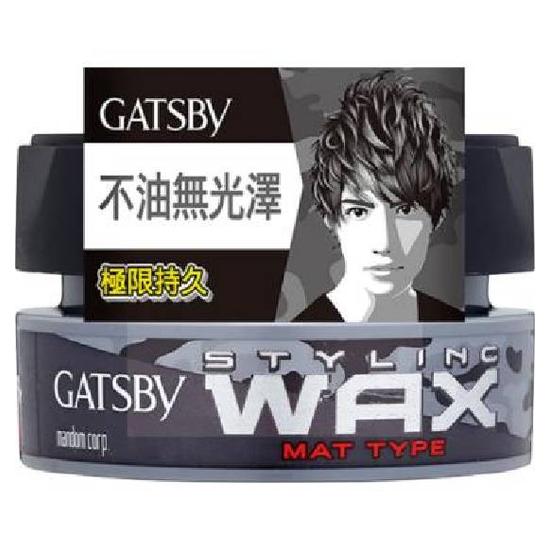 GATSBY
不油無光澤
極限持久
STYLING
GATSBY
WAX
mandom corp.
MAT TYPE